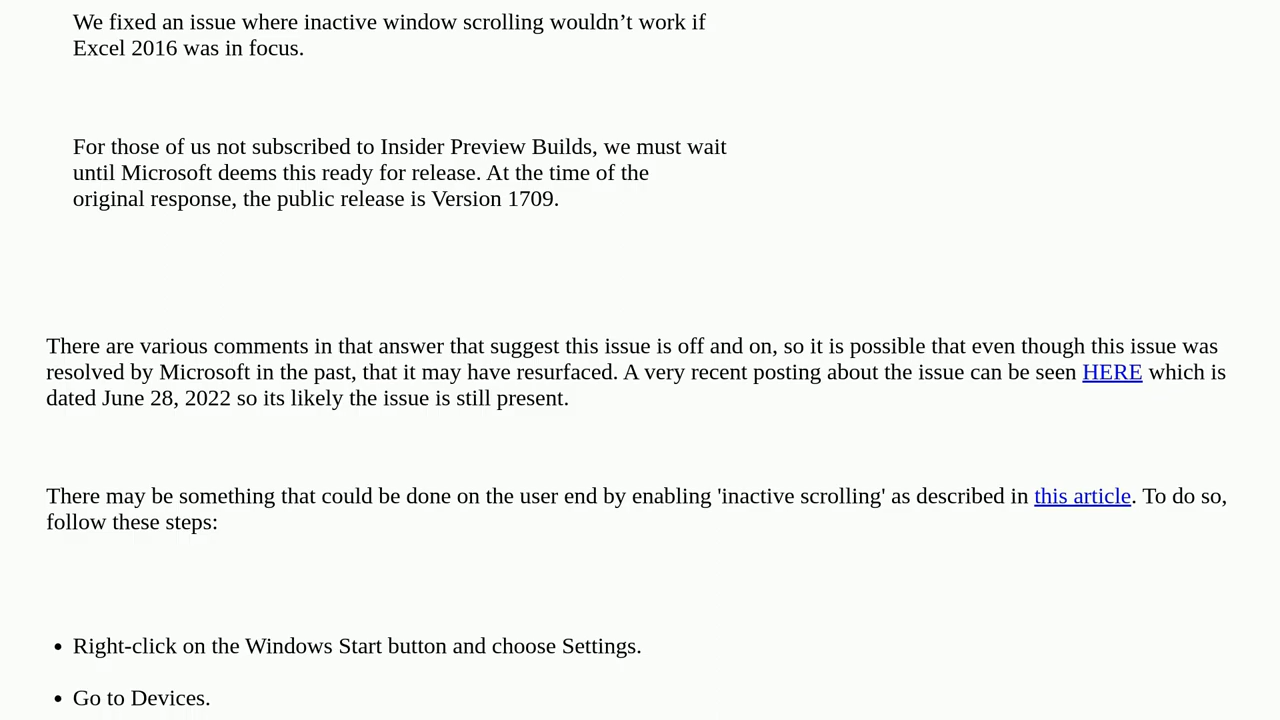 We fixed an issue where inactive window scrolling wouldn’t work if
Excel 2016 was in focus.
For those of us not subscribed to Insider Preview Builds, we must wait
until Microsoft deems this ready for release. At the time of the
original response, the public release is Version 1709.
There are various comments in that answer that suggest this issue is off and on, so it is possible that even though this issue was
resolved by Microsoft in the past, that it may have resurfaced. A very recent posting about the issue can be seen HERE which is
dated June 28, 2022 so its likely the issue is still present.
There may be something that could be done on the user end by enabling 'inactive scrolling' as described in this article. To do so,
follow these steps:
• Right-click on the Windows Start button and choose Settings.
• Go to Devices.